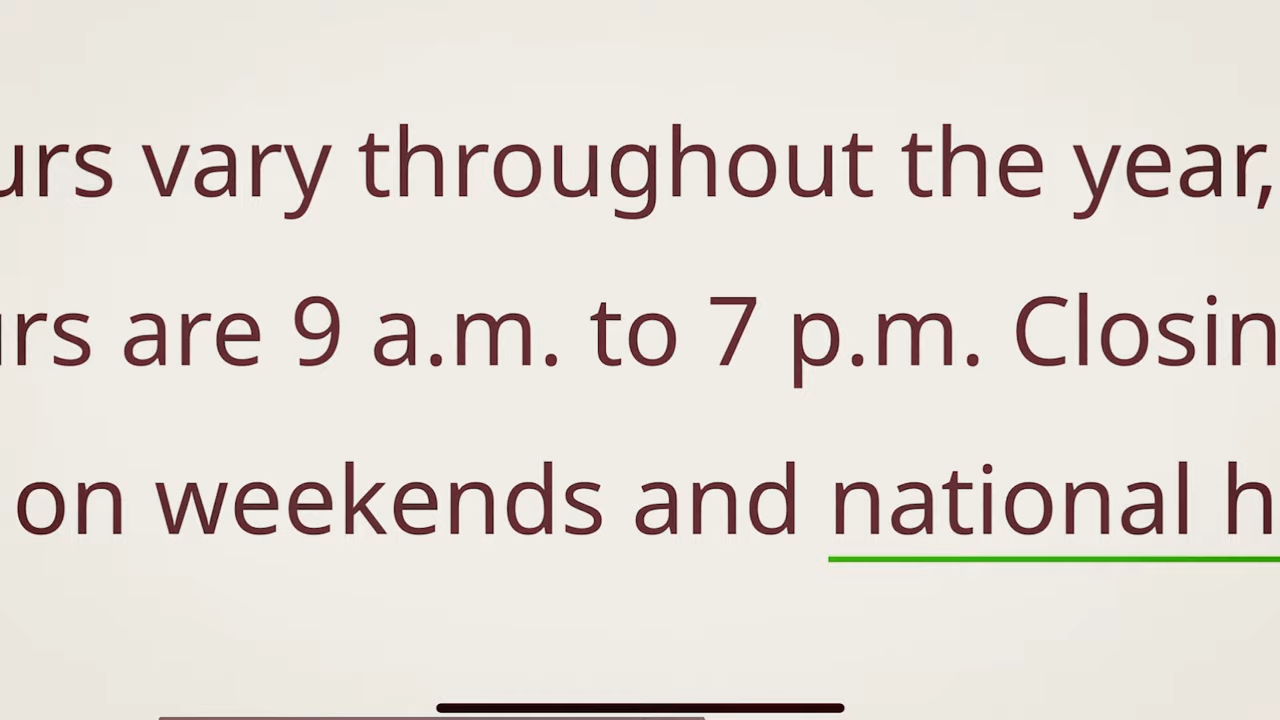 urs vary throughout the year,
urs are 9 a.m. to 7 p.m. Closin
on weekends and national h